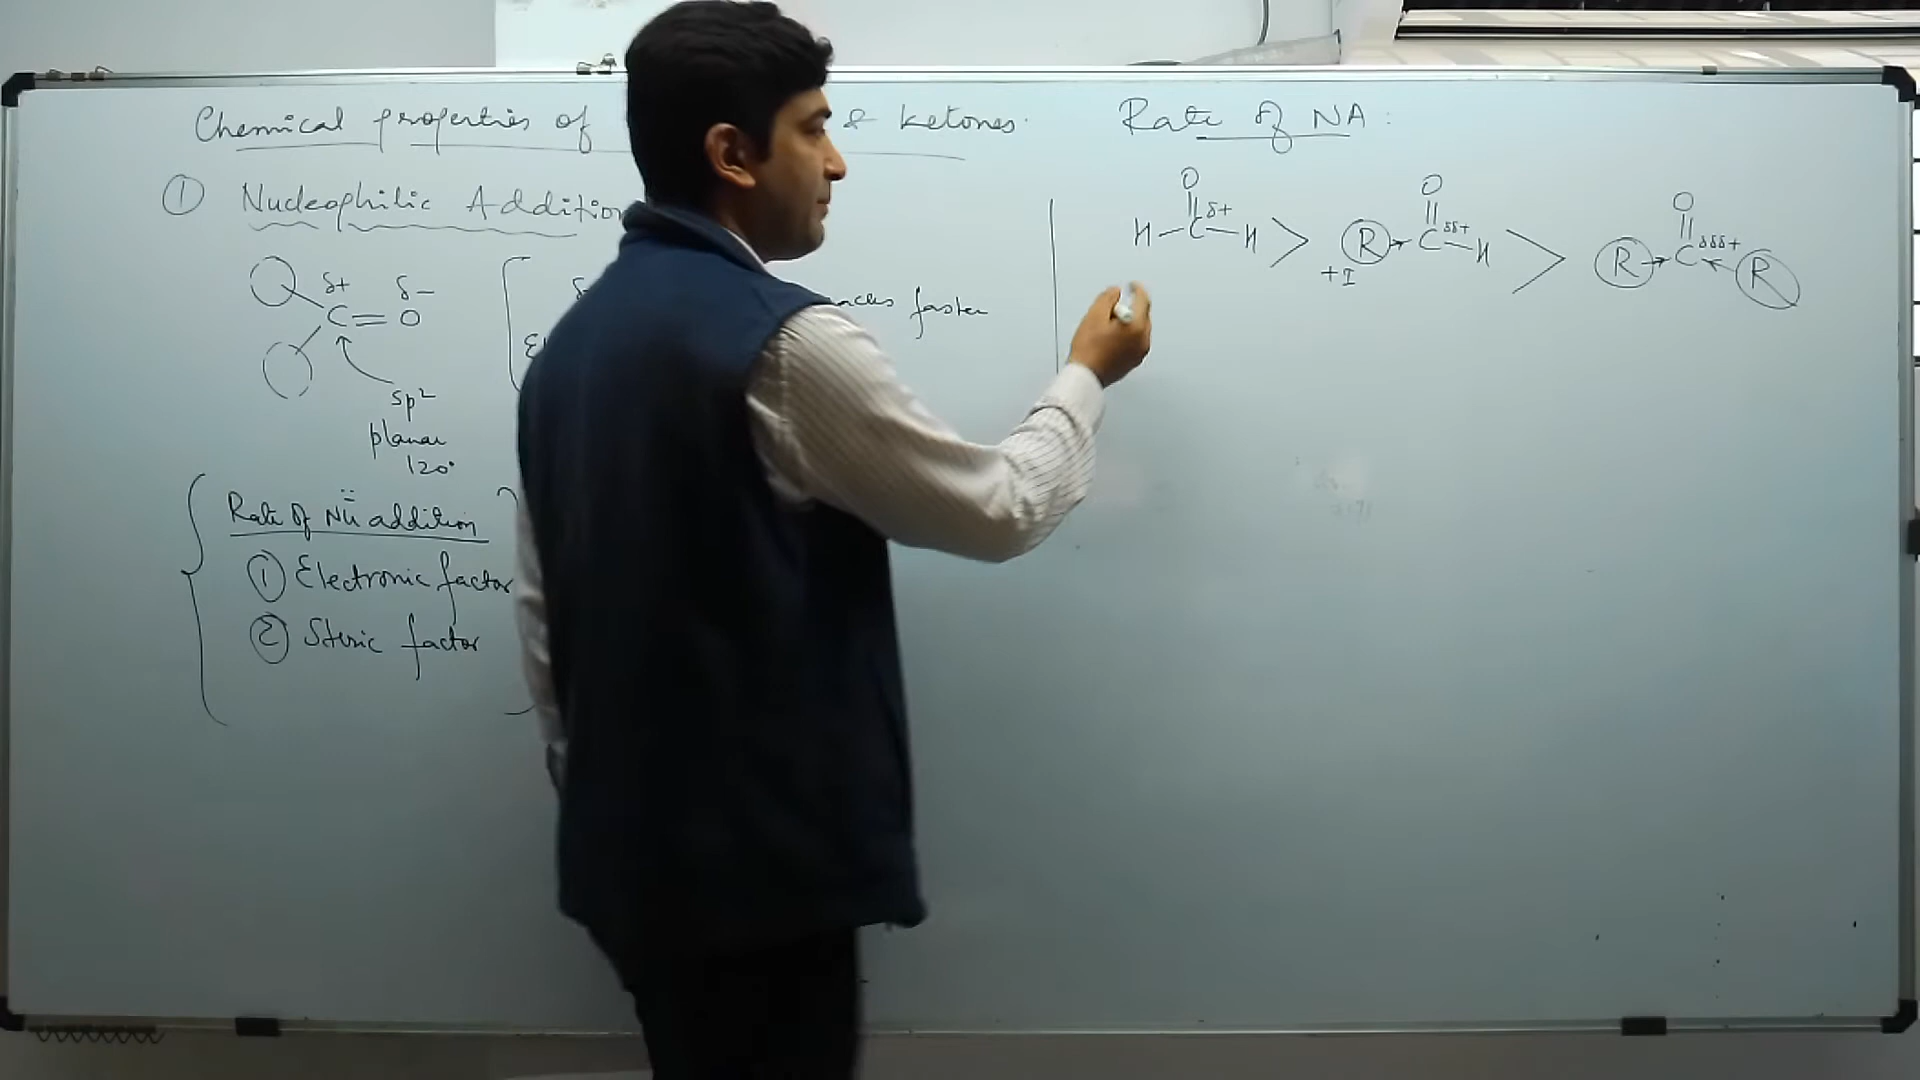 Chemical properties of & ketones.
① Nucleophilic Addition
δ+ δ-
C=O
sp²
planar
120°
Rate of Nu addition
① Electronic factor
② Steric factor
δ-
faster
Rate of NA:
O O O
H-C-H > R→C-H > R→C←R
δ+ δδ+ δδδ+
+I